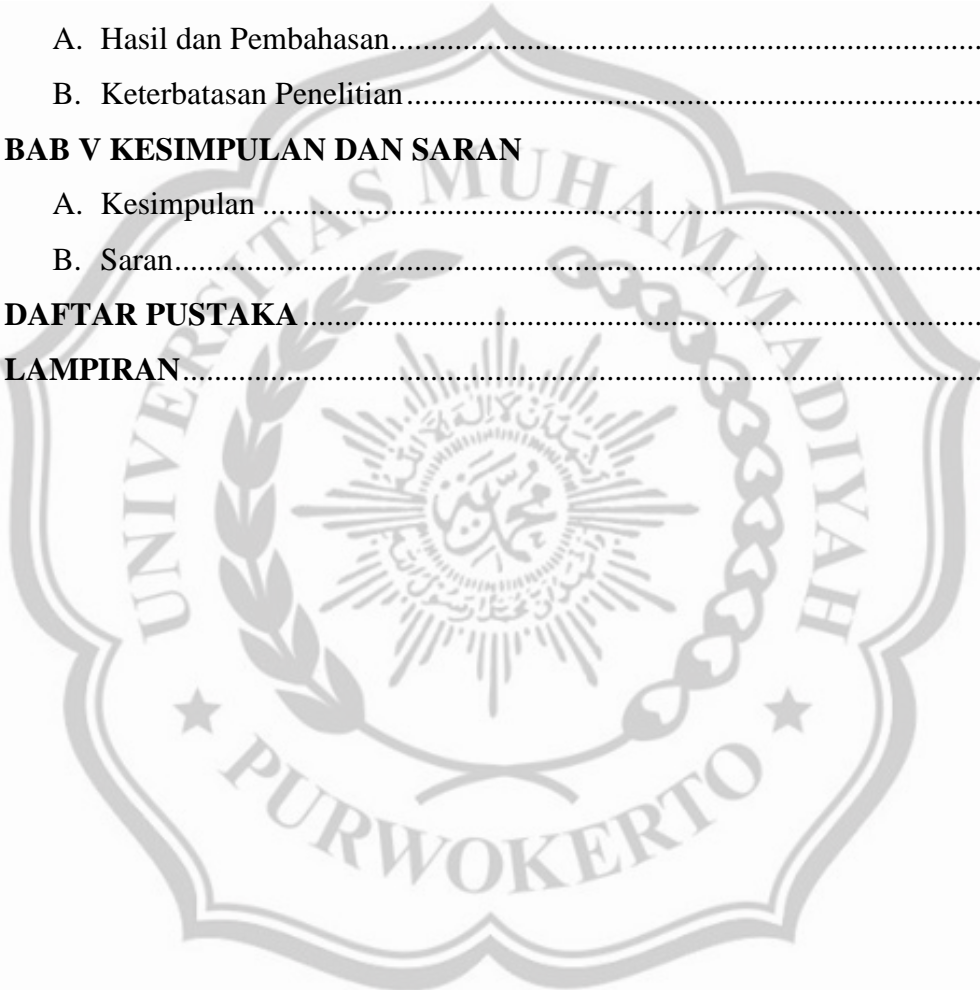 A. Hasil dan Pembahasan
B. Keterbatasan Penelitian
BAB V KESIMPULAN DAN SARAN
A. Kesimpulan
B. Saran
DAFTAR PUSTAKA
LAMPIRAN
UNIVERSITAS MUHAMMADIYAH
PURWOKERTO